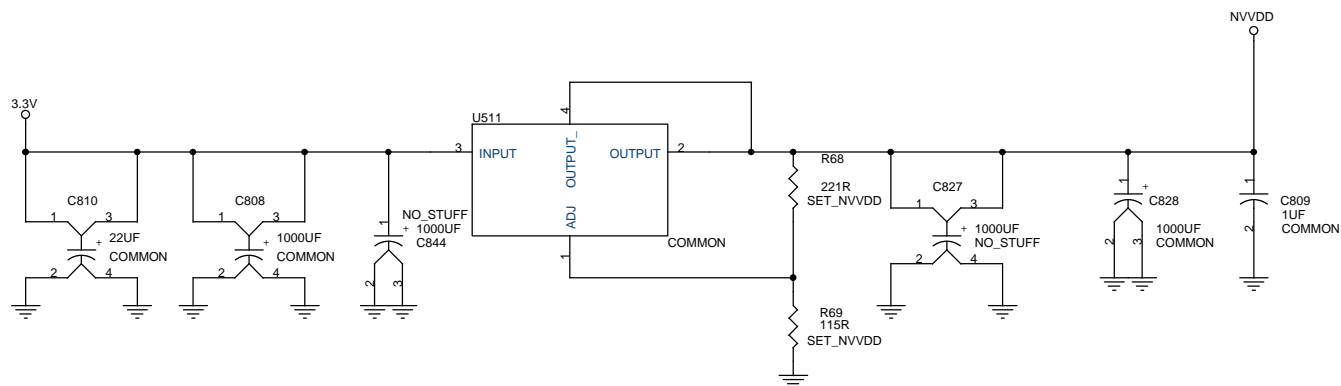 NVVDD
3.3V
U511
4
3
INPUT
OUTPUT_
OUTPUT
2
ADJ
COMMON
1
C810
1
3
+
22UF
COMMON
2
4
C808
1
3
+
1000UF
COMMON
2
4
NO_STUFF
1
+
1000UF
C844
2
3
R68
221R
SET_NVVDD
R69
115R
SET_NVVDD
C827
1
3
+
1000UF
NO_STUFF
2
4
1
+
C828
1000UF
COMMON
2
3
1
C809
1UF
COMMON
2